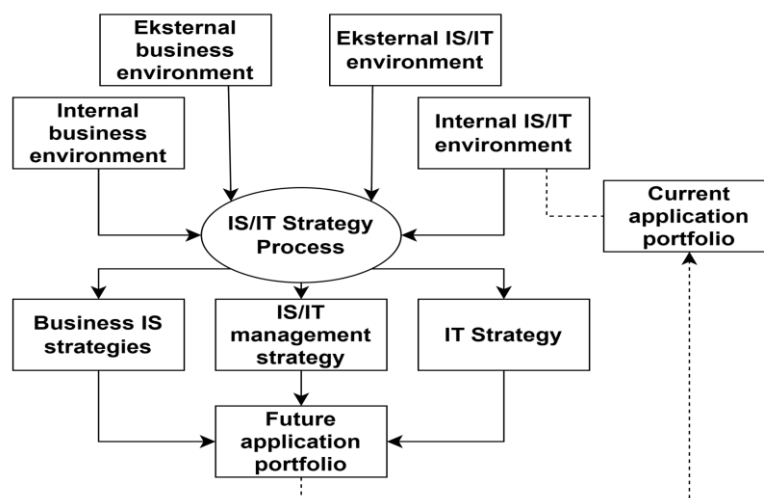 Eksternal
business
environment
Eksternal IS/IT
environment
Internal
business
environment
Internal IS/IT
environment
Current
application
portfolio
IS/IT Strategy
Process
Business IS
strategies
IS/IT
management
strategy
IT Strategy
Future
application
portfolio